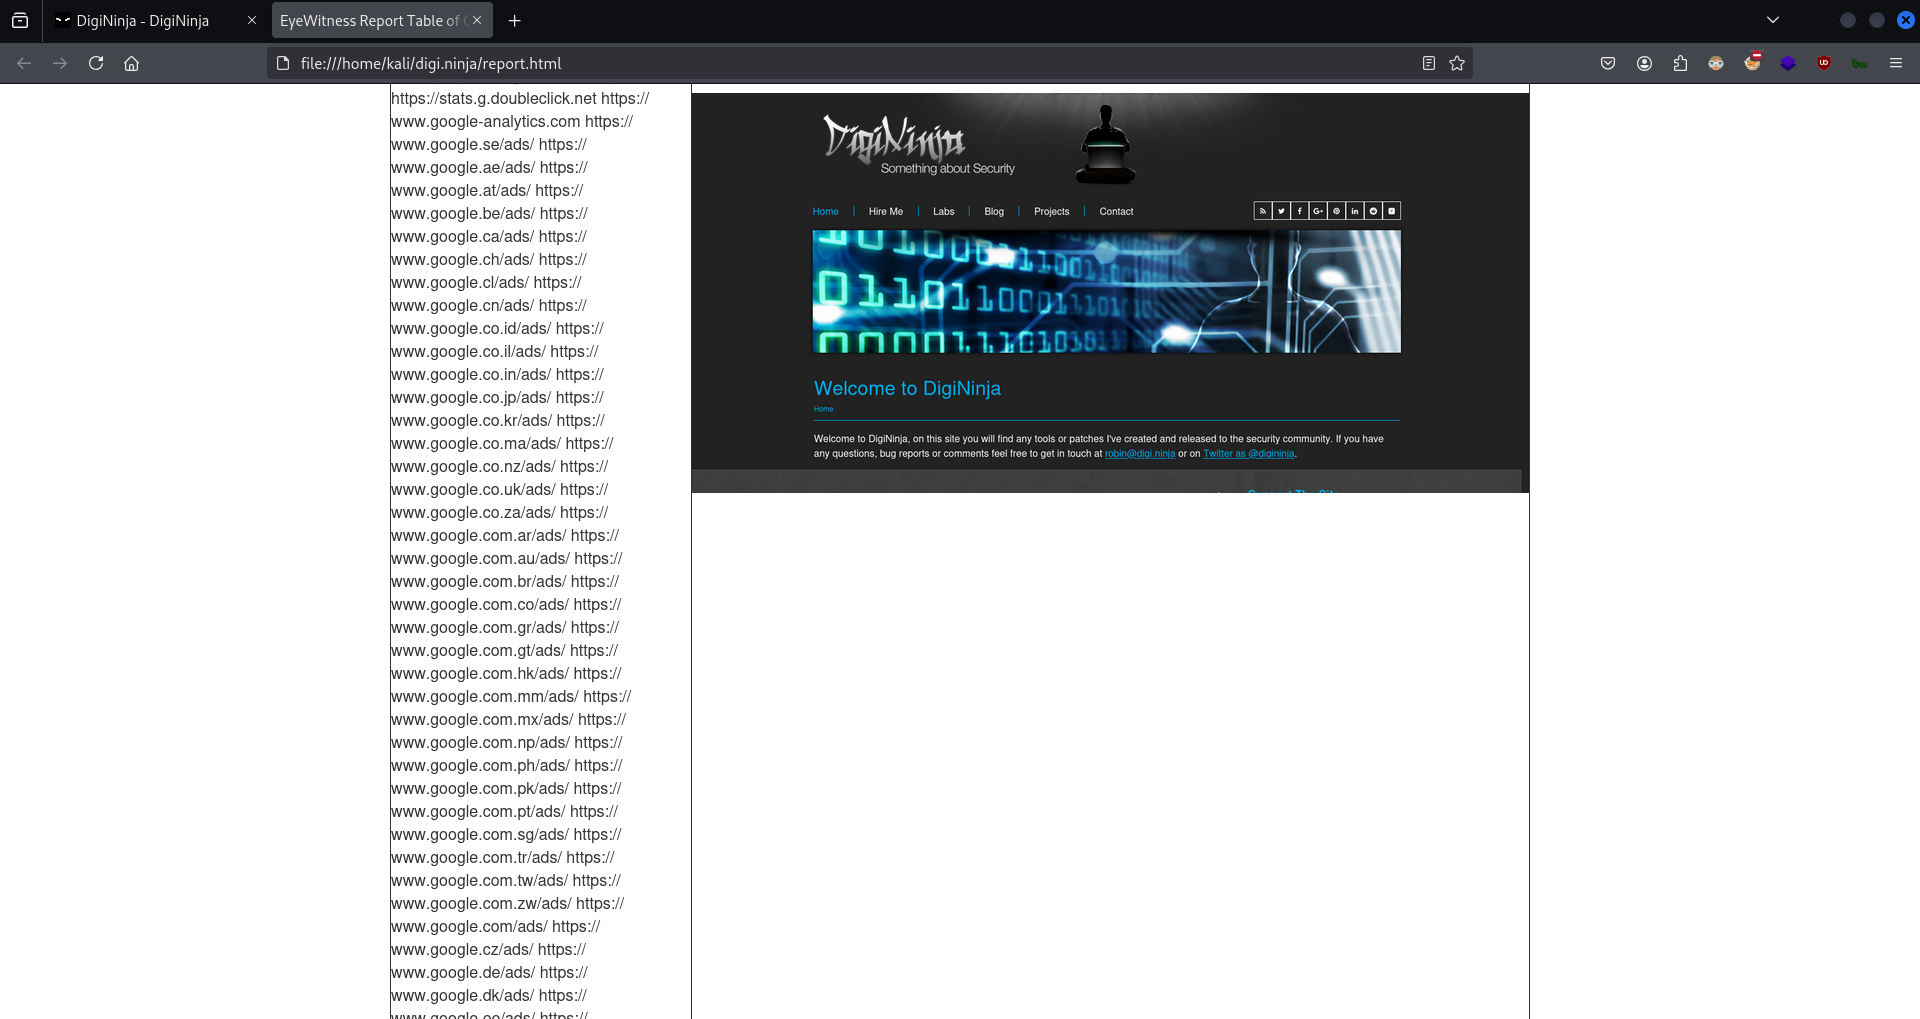 DigiNinja - DigiNinja
EyeWitness Report Table of
file:///home/kali/digi.ninja/report.html
https://stats.g.doubleclick.net https://
www.google-analytics.com https://
www.google.se/ads/ https://
www.google.ae/ads/ https://
www.google.at/ads/ https://
www.google.be/ads/ https://
www.google.ca/ads/ https://
www.google.ch/ads/ https://
www.google.cl/ads/ https://
www.google.cn/ads/ https://
www.google.co.id/ads/ https://
www.google.co.il/ads/ https://
www.google.co.in/ads/ https://
www.google.co.jp/ads/ https://
www.google.co.kr/ads/ https://
www.google.co.ma/ads/ https://
www.google.co.nz/ads/ https://
www.google.co.uk/ads/ https://
www.google.co.za/ads/ https://
www.google.com.ar/ads/ https://
www.google.com.au/ads/ https://
www.google.com.br/ads/ https://
www.google.com.co/ads/ https://
www.google.com.gr/ads/ https://
www.google.com.gt/ads/ https://
www.google.com.hk/ads/ https://
www.google.com.mm/ads/ https://
www.google.com.mx/ads/ https://
www.google.com.np/ads/ https://
www.google.com.ph/ads/ https://
www.google.com.pk/ads/ https://
www.google.com.pt/ads/ https://
www.google.com.sg/ads/ https://
www.google.com.tr/ads/ https://
www.google.com.tw/ads/ https://
www.google.com.zw/ads/ https://
www.google.com/ads/ https://
www.google.cz/ads/ https://
www.google.de/ads/ https://
www.google.dk/ads/ https://
www.google.ee/ads/ https://
DigiNinja
Something about Security
Home | Hire Me | Labs | Blog | Projects | Contact
Welcome to DigiNinja
Home
Welcome to DigiNinja, on this site you will find any tools or patches I've created and released to the security community. If you have
any questions, bug reports or comments feel free to get in touch at robin@digi.ninja or on Twitter as @digininja.
Support The Site